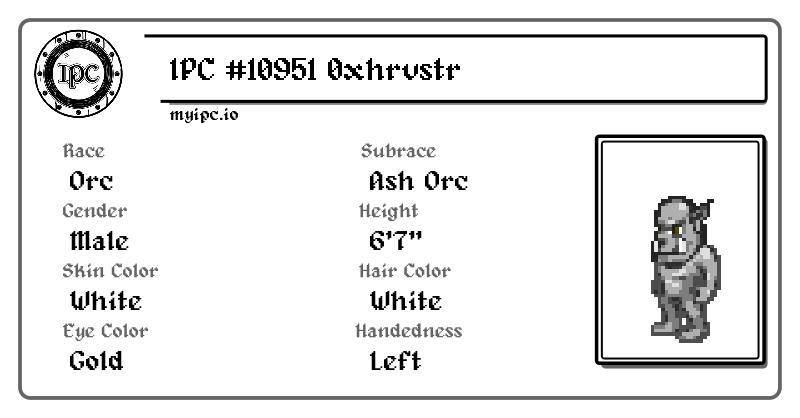 IPC
IPC #10951 0xhrvstr
myipc.io
Race
Orc
Subrace
Ash Orc
Gender
Male
Height
6'7"
Skin Color
White
Hair Color
White
Eye Color
Gold
Handedness
Left